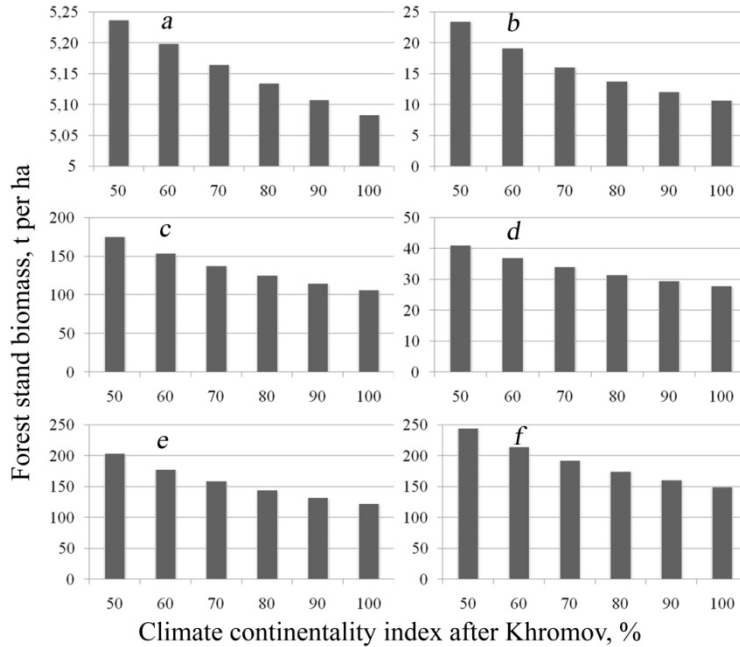 Forest stand biomass, t per ha
a
5,25
5,20
5,15
5,10
5,05
5
50 60 70 80 90 100
b
25
20
15
10
5
0
50 60 70 80 90 100
c
200
150
100
50
0
50 60 70 80 90 100
d
50
40
30
20
10
0
50 60 70 80 90 100
e
250
200
150
100
50
0
50 60 70 80 90 100
f
250
200
150
100
50
0
50 60 70 80 90 100
Climate continentality index after Khromov, %